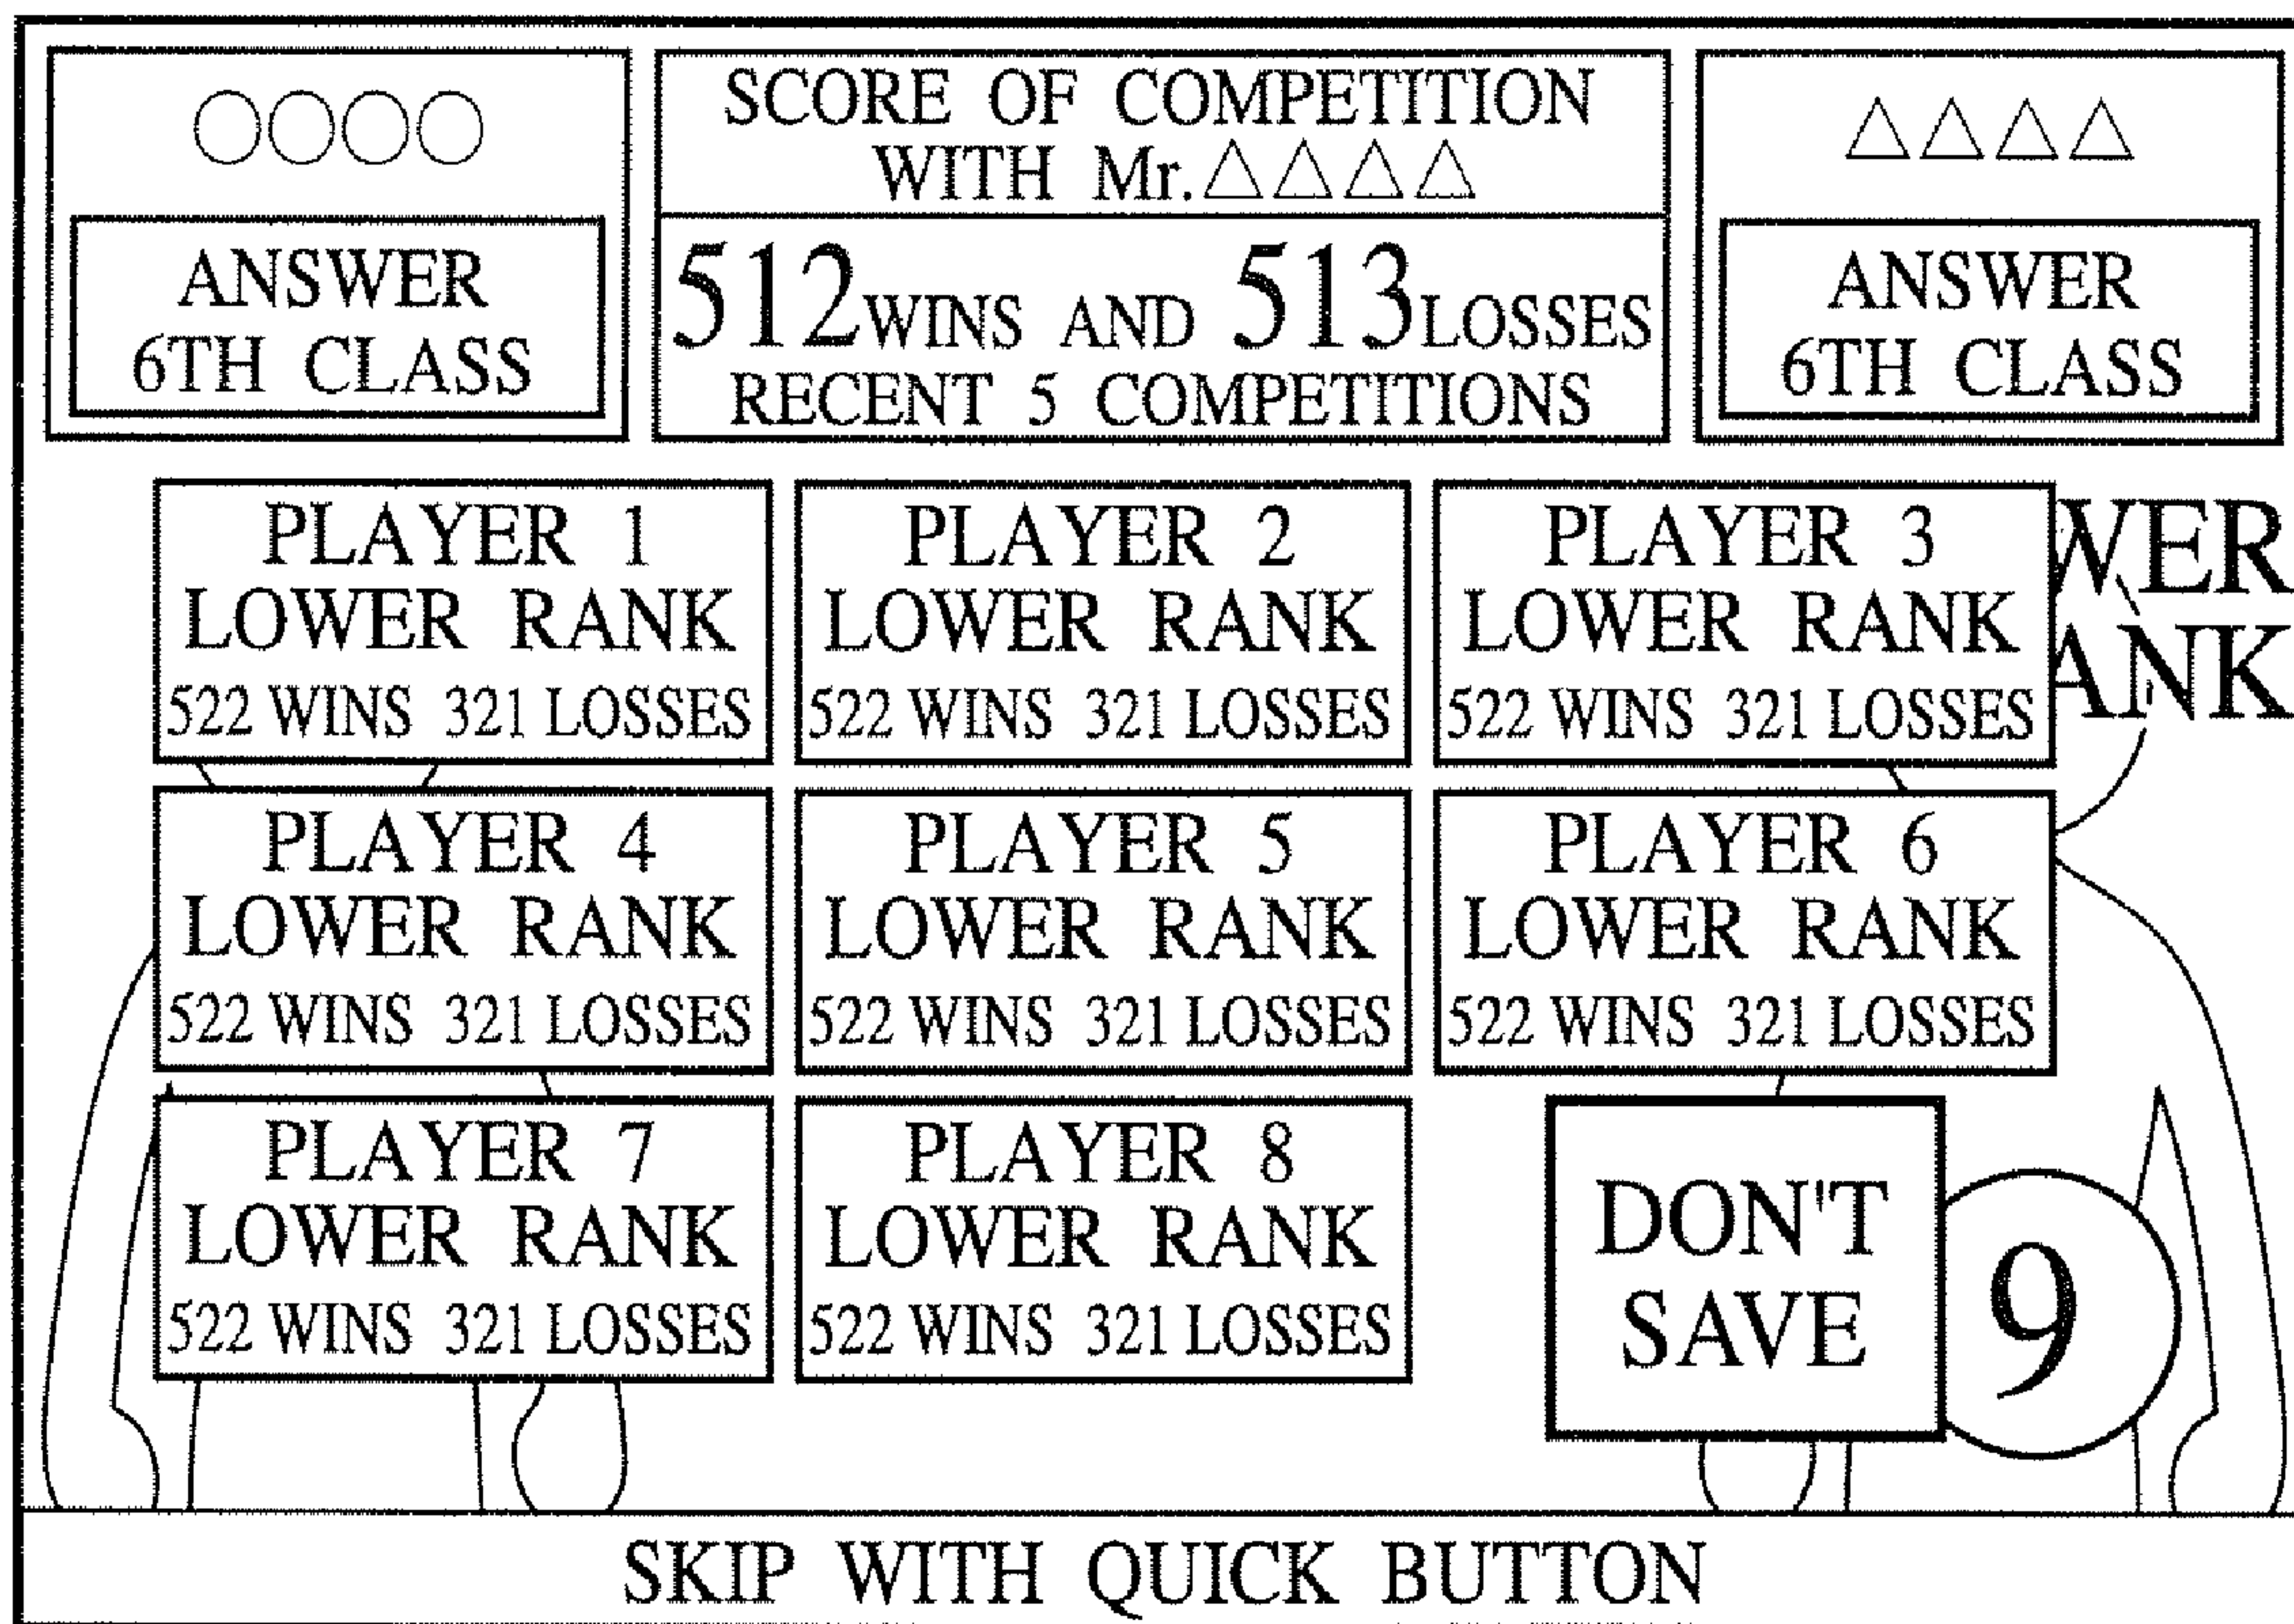 ○○○○
ANSWER
6TH CLASS
SCORE OF COMPETITION
WITH Mr.△△△△
512WINS AND 513LOSSES
RECENT 5 COMPETITIONS
△△△△
ANSWER
6TH CLASS
PLAYER 1
LOWER RANK
522 WINS 321 LOSSES
PLAYER 2
LOWER RANK
522 WINS 321 LOSSES
PLAYER 3
LOWER RANK
522 WINS 321 LOSSES
WER
ANK
PLAYER 4
LOWER RANK
522 WINS 321 LOSSES
PLAYER 5
LOWER RANK
522 WINS 321 LOSSES
PLAYER 6
LOWER RANK
522 WINS 321 LOSSES
PLAYER 7
LOWER RANK
522 WINS 321 LOSSES
PLAYER 8
LOWER RANK
522 WINS 321 LOSSES
DON'T
SAVE
9
SKIP WITH QUICK BUTTON